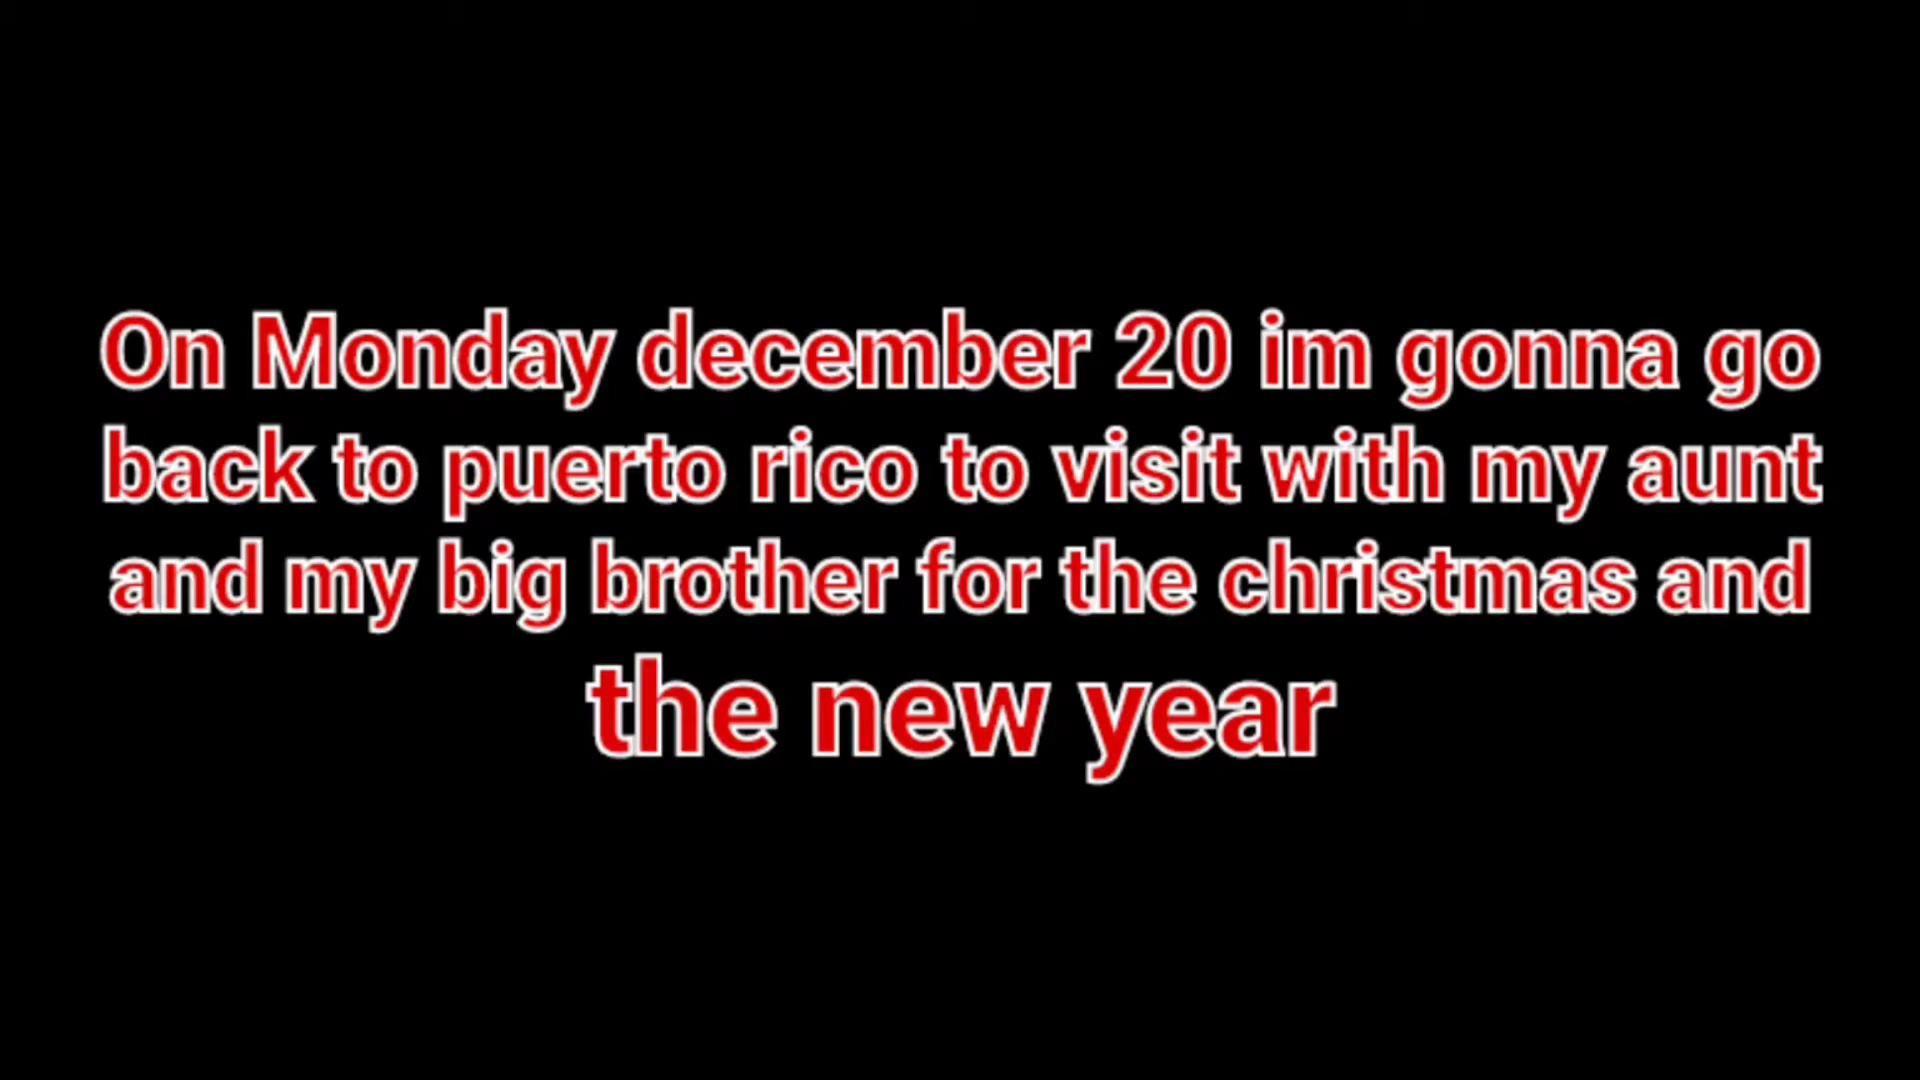 On Monday december 20 im gonna go
back to puerto rico to visit with my aunt
and my big brother for the christmas and
the new year